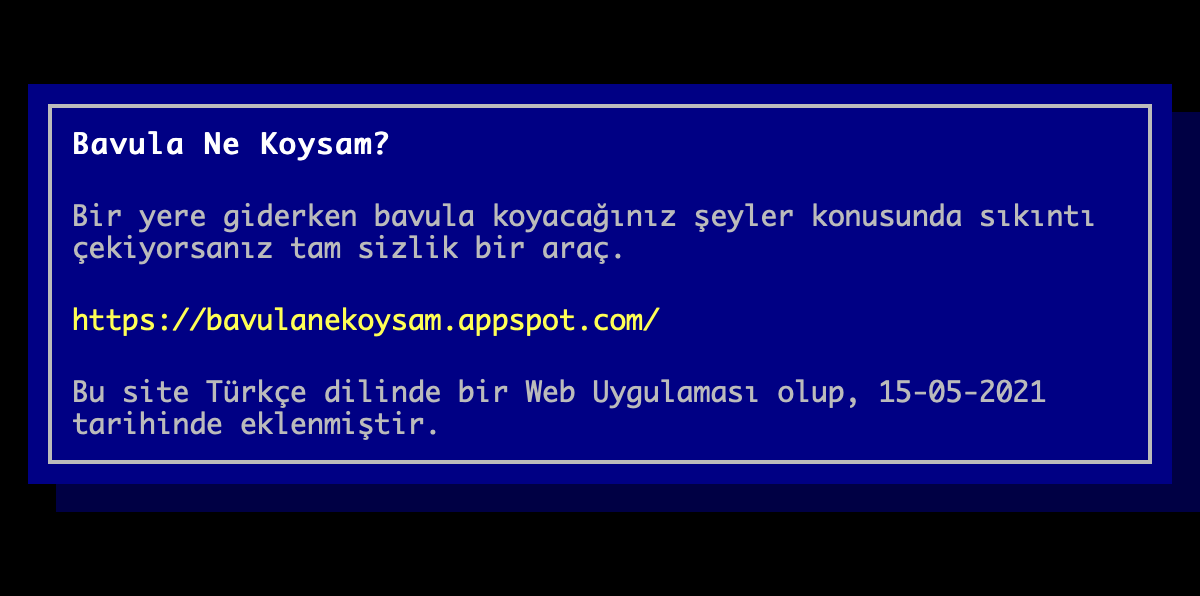 Bavula Ne Koysam?
Bir yere giderken bavula koyacağınız şeyler konusunda sıkıntı
çekiyorsanız tam sizlik bir araç.
https://bavulanekoysam.appspot.com/
Bu site Türkçe dilinde bir Web Uygulaması olup, 15-05-2021
tarihinde eklenmiştir.